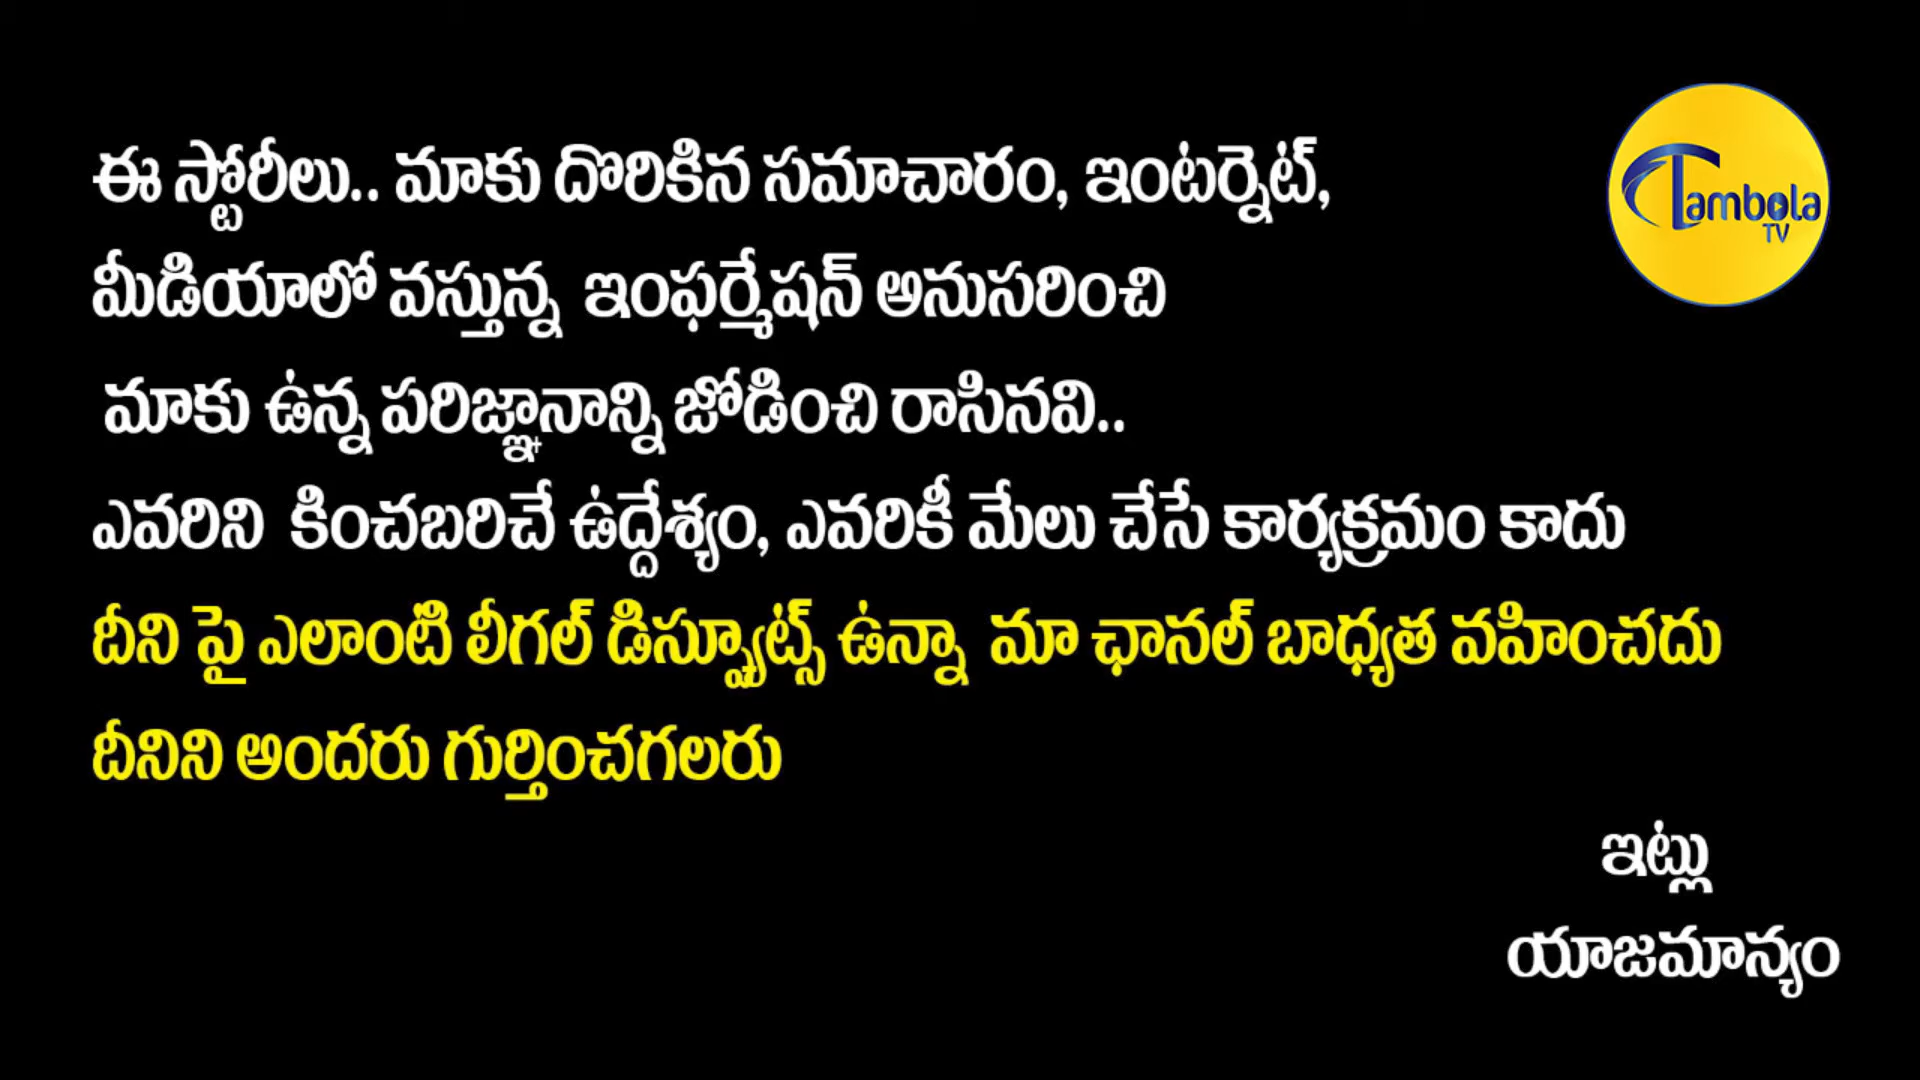 ఈ స్టోరీలు.. మాకు దొరికిన సమాచారం, ఇంటర్నెట్,
మీడియాలో వస్తున్న ఇంఫర్మేషన్ అనుసరించి
మాకు ఉన్న పరిజ్ఞానాన్ని జోడించి రాసినవి..
ఎవరిని కించబరిచే ఉద్దేశ్యం, ఎవరికీ మేలు చేసే కార్యక్రమం కాదు
దీని పై ఎలాంటి లీగల్ డిస్ప్యూట్స్ ఉన్నా మా ఛానల్ బాధ్యత వహించదు
దీనిని అందరు గుర్తించగలరు
ఇట్లు
యాజమాన్యం
Tambola
TV